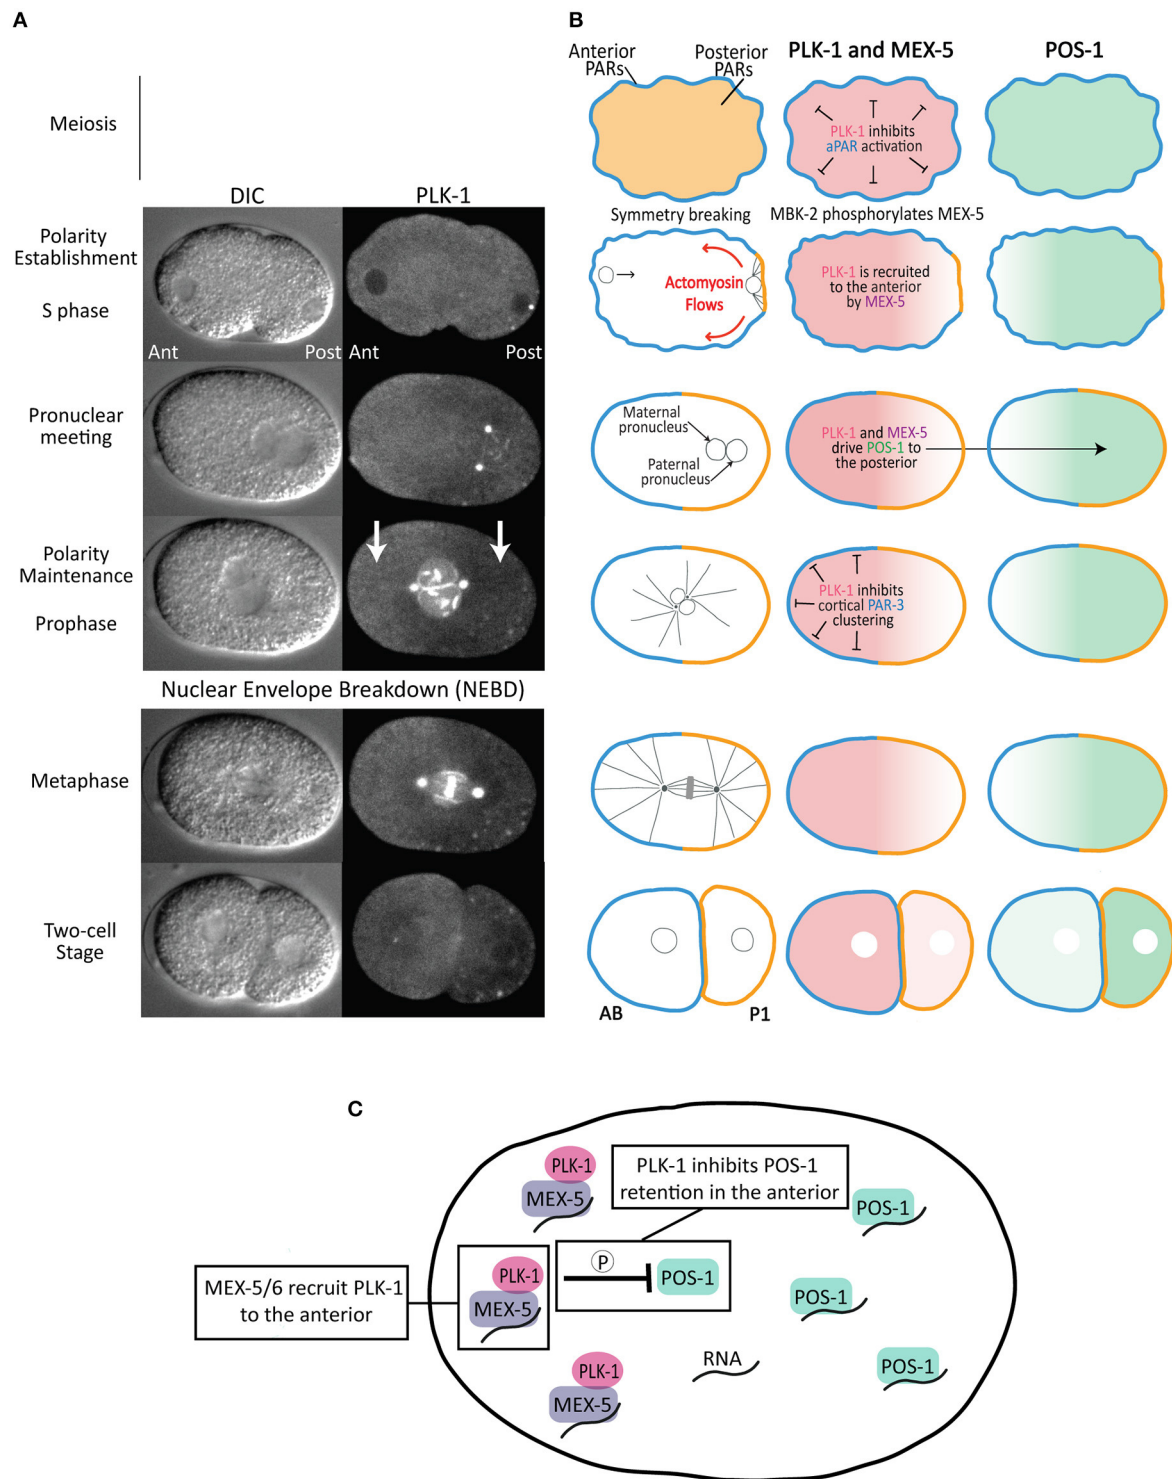 A
Meiosis
DIC
PLK-1
Polarity
Establishment
S phase
Ant
Post
Ant
Post
Pronuclear
meeting
Polarity
Maintenance
Prophase
Nuclear Envelope Breakdown (NEBD)
Metaphase
Two-cell
Stage
B
Anterior
PARs
Posterior
PARs
PLK-1 and MEX-5
POS-1
PLK-1 inhibits
aPAR activation
Symmetry breaking
MBK-2 phosphorylates MEX-5
Actomyosin
Flows
PLK-1 is recruited
to the anterior
by MEX-5
Maternal
pronucleus
Paternal
pronucleus
PLK-1 and MEX-5
drive POS-1 to
the posterior
PLK-1 inhibits
cortical PAR-3
clustering
AB
P1
C
PLK-1
MEX-5
PLK-1 inhibits POS-1
retention in the anterior
POS-1
MEX-5/6 recruit PLK-1
to the anterior
PLK-1
MEX-5
P
POS-1
POS-1
PLK-1
MEX-5
RNA
POS-1